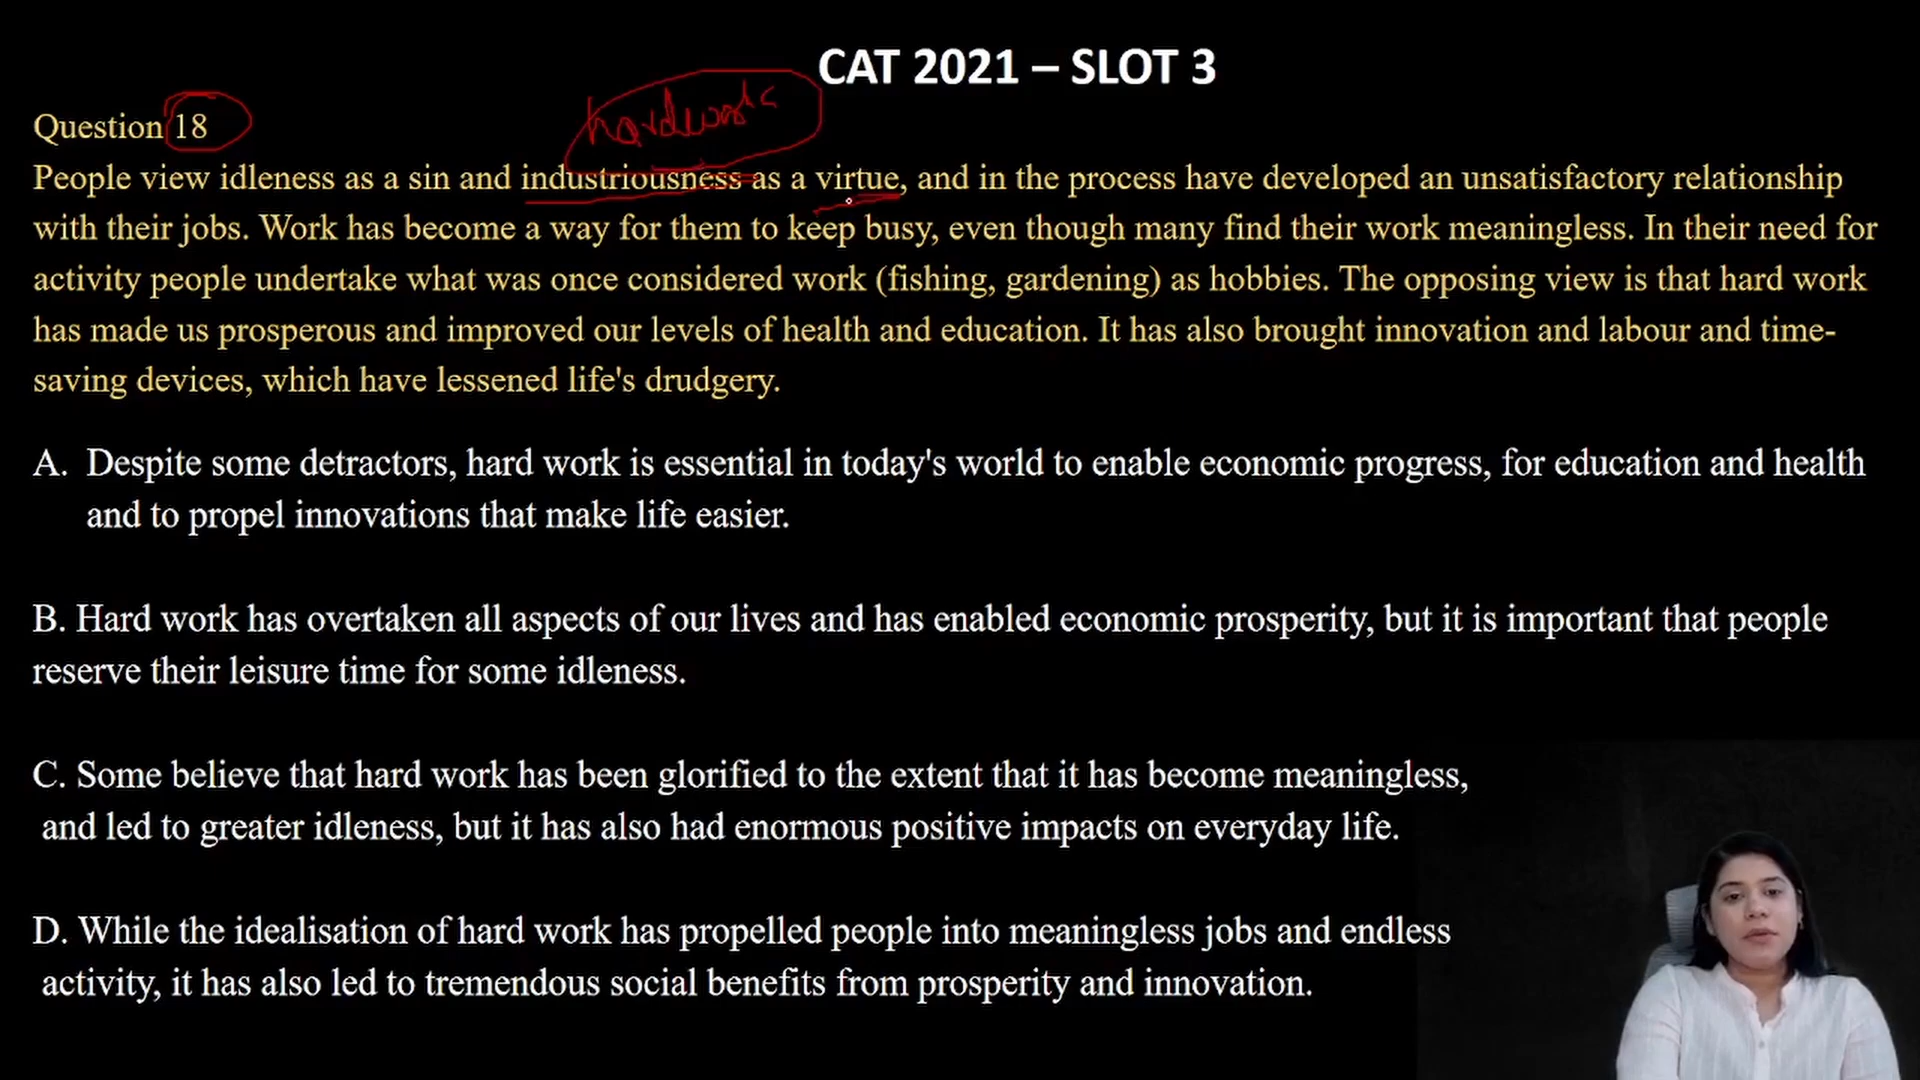 CAT 2021 – SLOT 3
hardwork
Question 18
People view idleness as a sin and industriousness as a virtue, and in the process have developed an unsatisfactory relationship
with their jobs. Work has become a way for them to keep busy, even though many find their work meaningless. In their need for
activity people undertake what was once considered work (fishing, gardening) as hobbies. The opposing view is that hard work
has made us prosperous and improved our levels of health and education. It has also brought innovation and labour and time-
saving devices, which have lessened life's drudgery.
A. Despite some detractors, hard work is essential in today's world to enable economic progress, for education and health
and to propel innovations that make life easier.
B. Hard work has overtaken all aspects of our lives and has enabled economic prosperity, but it is important that people
reserve their leisure time for some idleness.
C. Some believe that hard work has been glorified to the extent that it has become meaningless,
and led to greater idleness, but it has also had enormous positive impacts on everyday life.
D. While the idealisation of hard work has propelled people into meaningless jobs and endless
activity, it has also led to tremendous social benefits from prosperity and innovation.